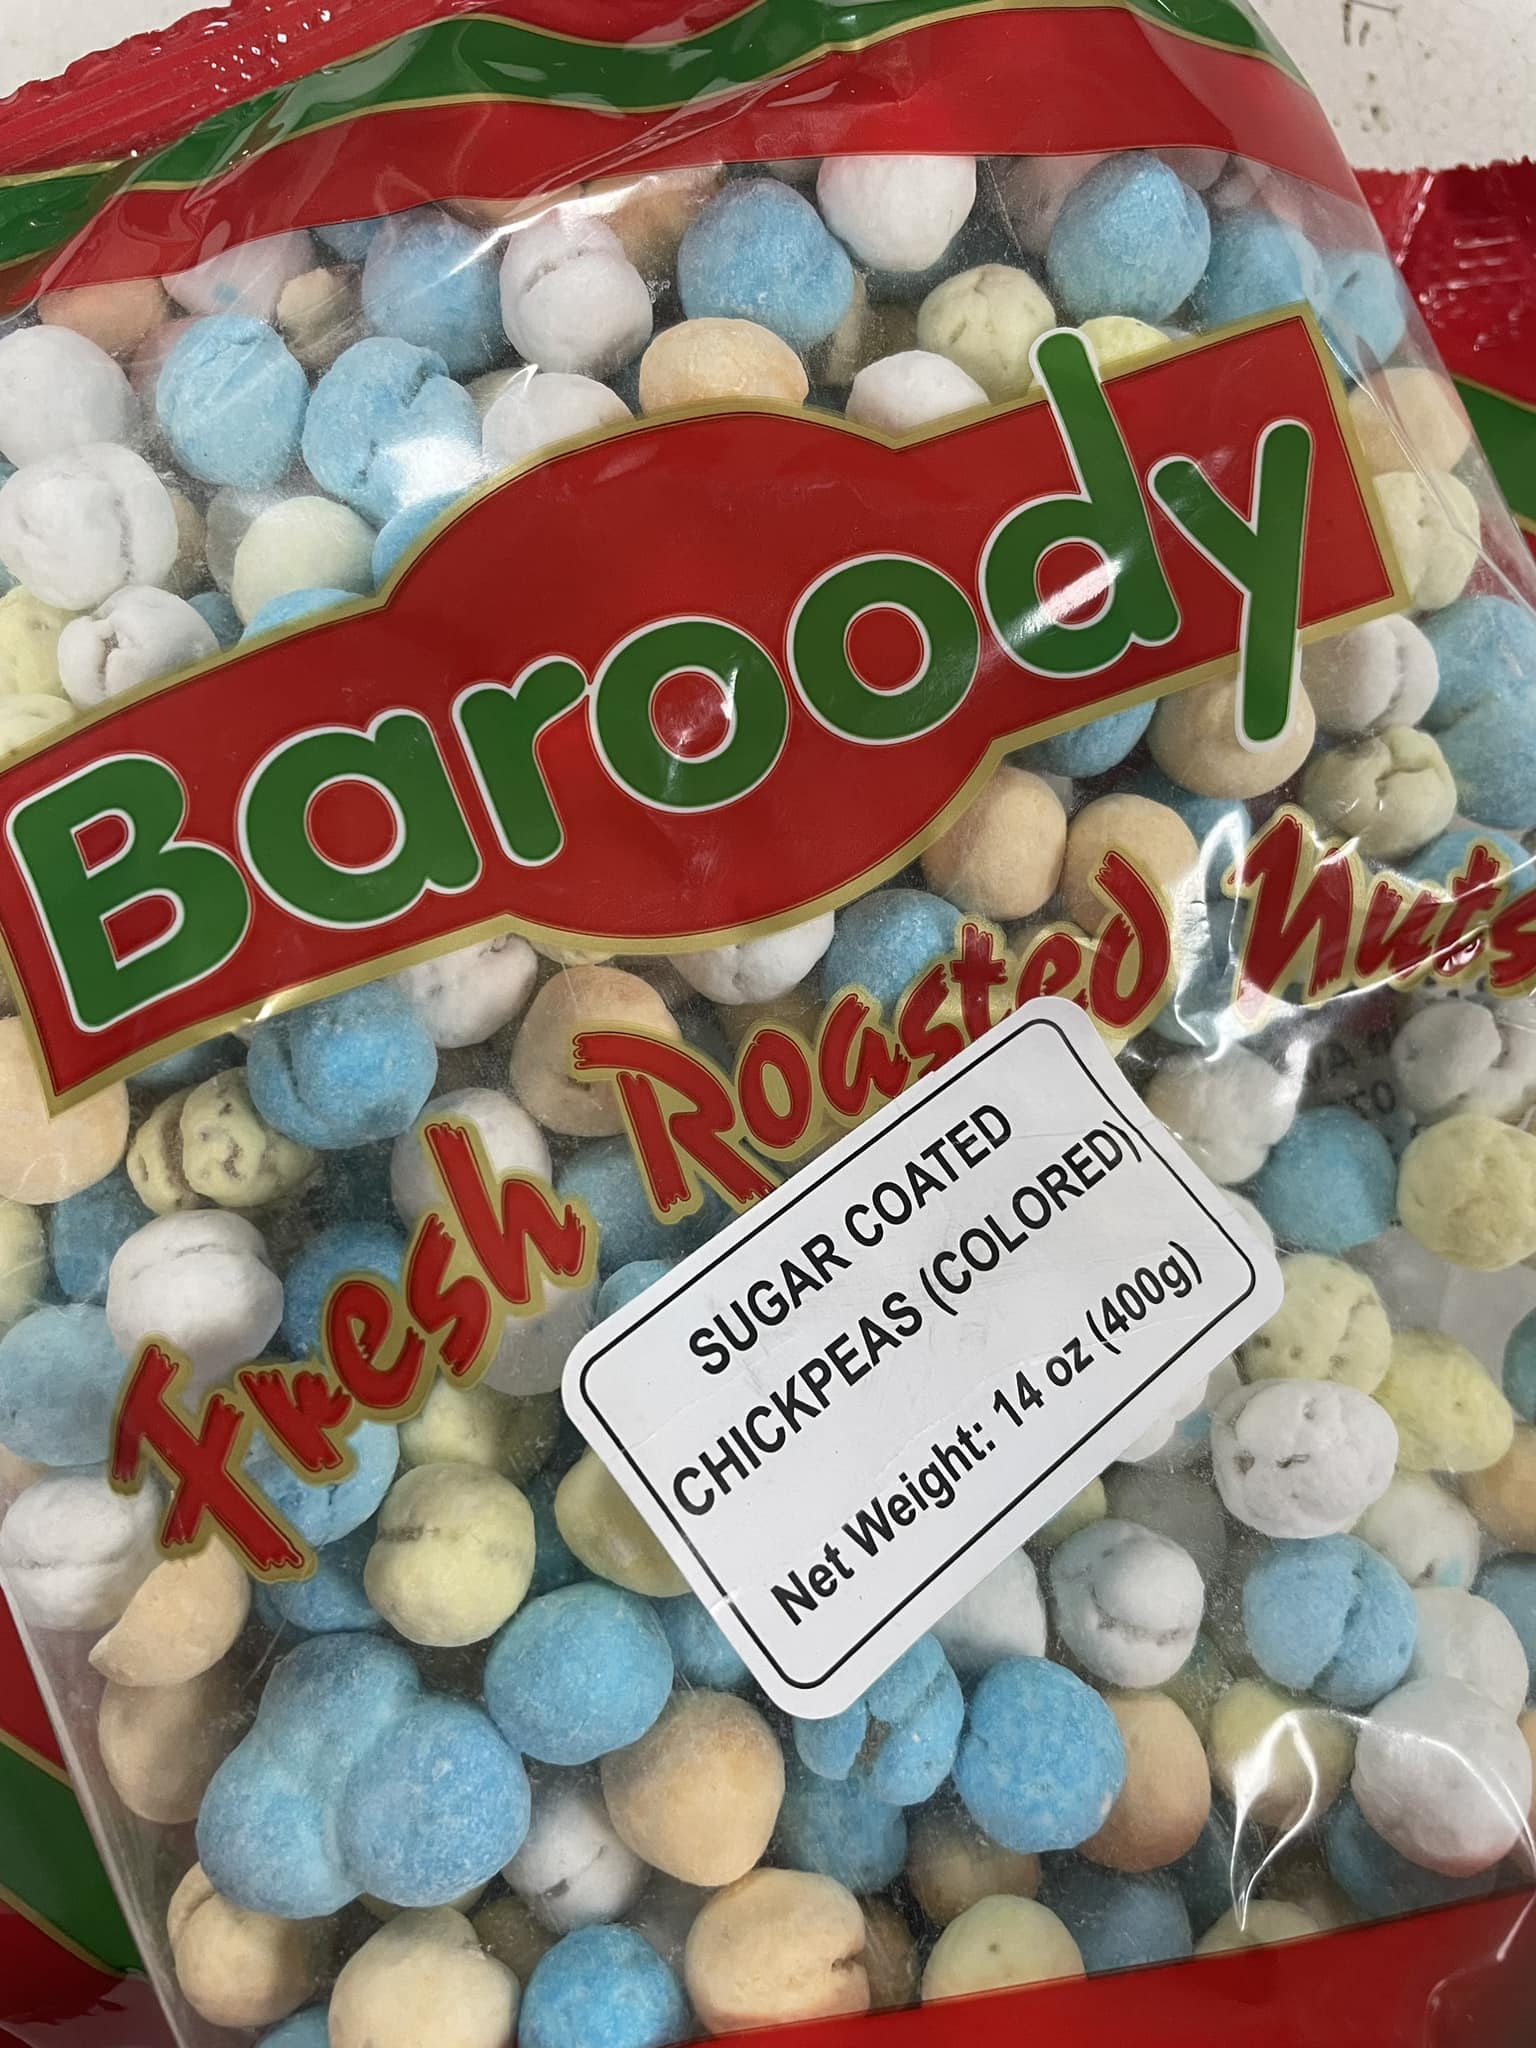 Baroody
Fresh Roasted Nuts
SUGAR COATED
CHICKPEAS (COLORED)
Net Weight: 14 oz (400g)